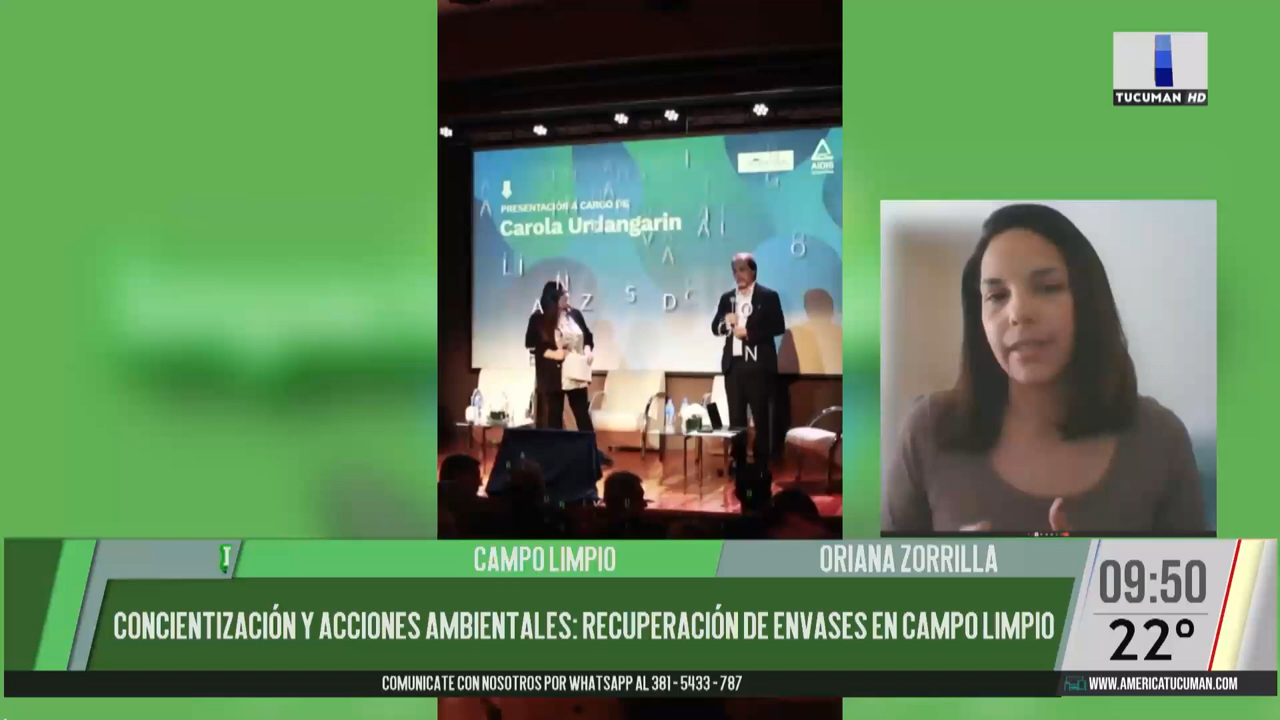 TUCUMAN HD
AIDIS
PRESENTACIÓN A CARGO DE
Carola Urdangarin
CAMPO LIMPIO
ORIANA ZORRILLA
CONCIENTIZACIÓN Y ACCIONES AMBIENTALES: RECUPERACIÓN DE ENVASES EN CAMPO LIMPIO
09:50
22°
COMUNICATE CON NOSOTROS POR WHATSAPP AL 381-5433-787
WWW.AMERICATUCUMAN.COM